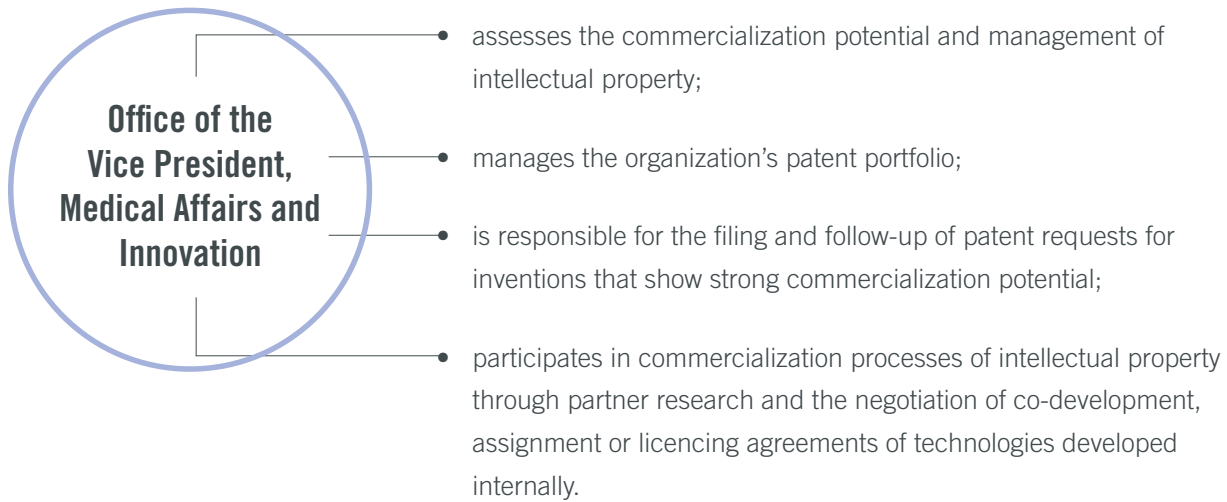 Office of the
Vice President,
Medical Affairs and
Innovation
assesses the commercialization potential and management of
intellectual property;
manages the organization’s patent portfolio;
is responsible for the filing and follow-up of patent requests for
inventions that show strong commercialization potential;
participates in commercialization processes of intellectual property
through partner research and the negotiation of co-development,
assignment or licencing agreements of technologies developed
internally.